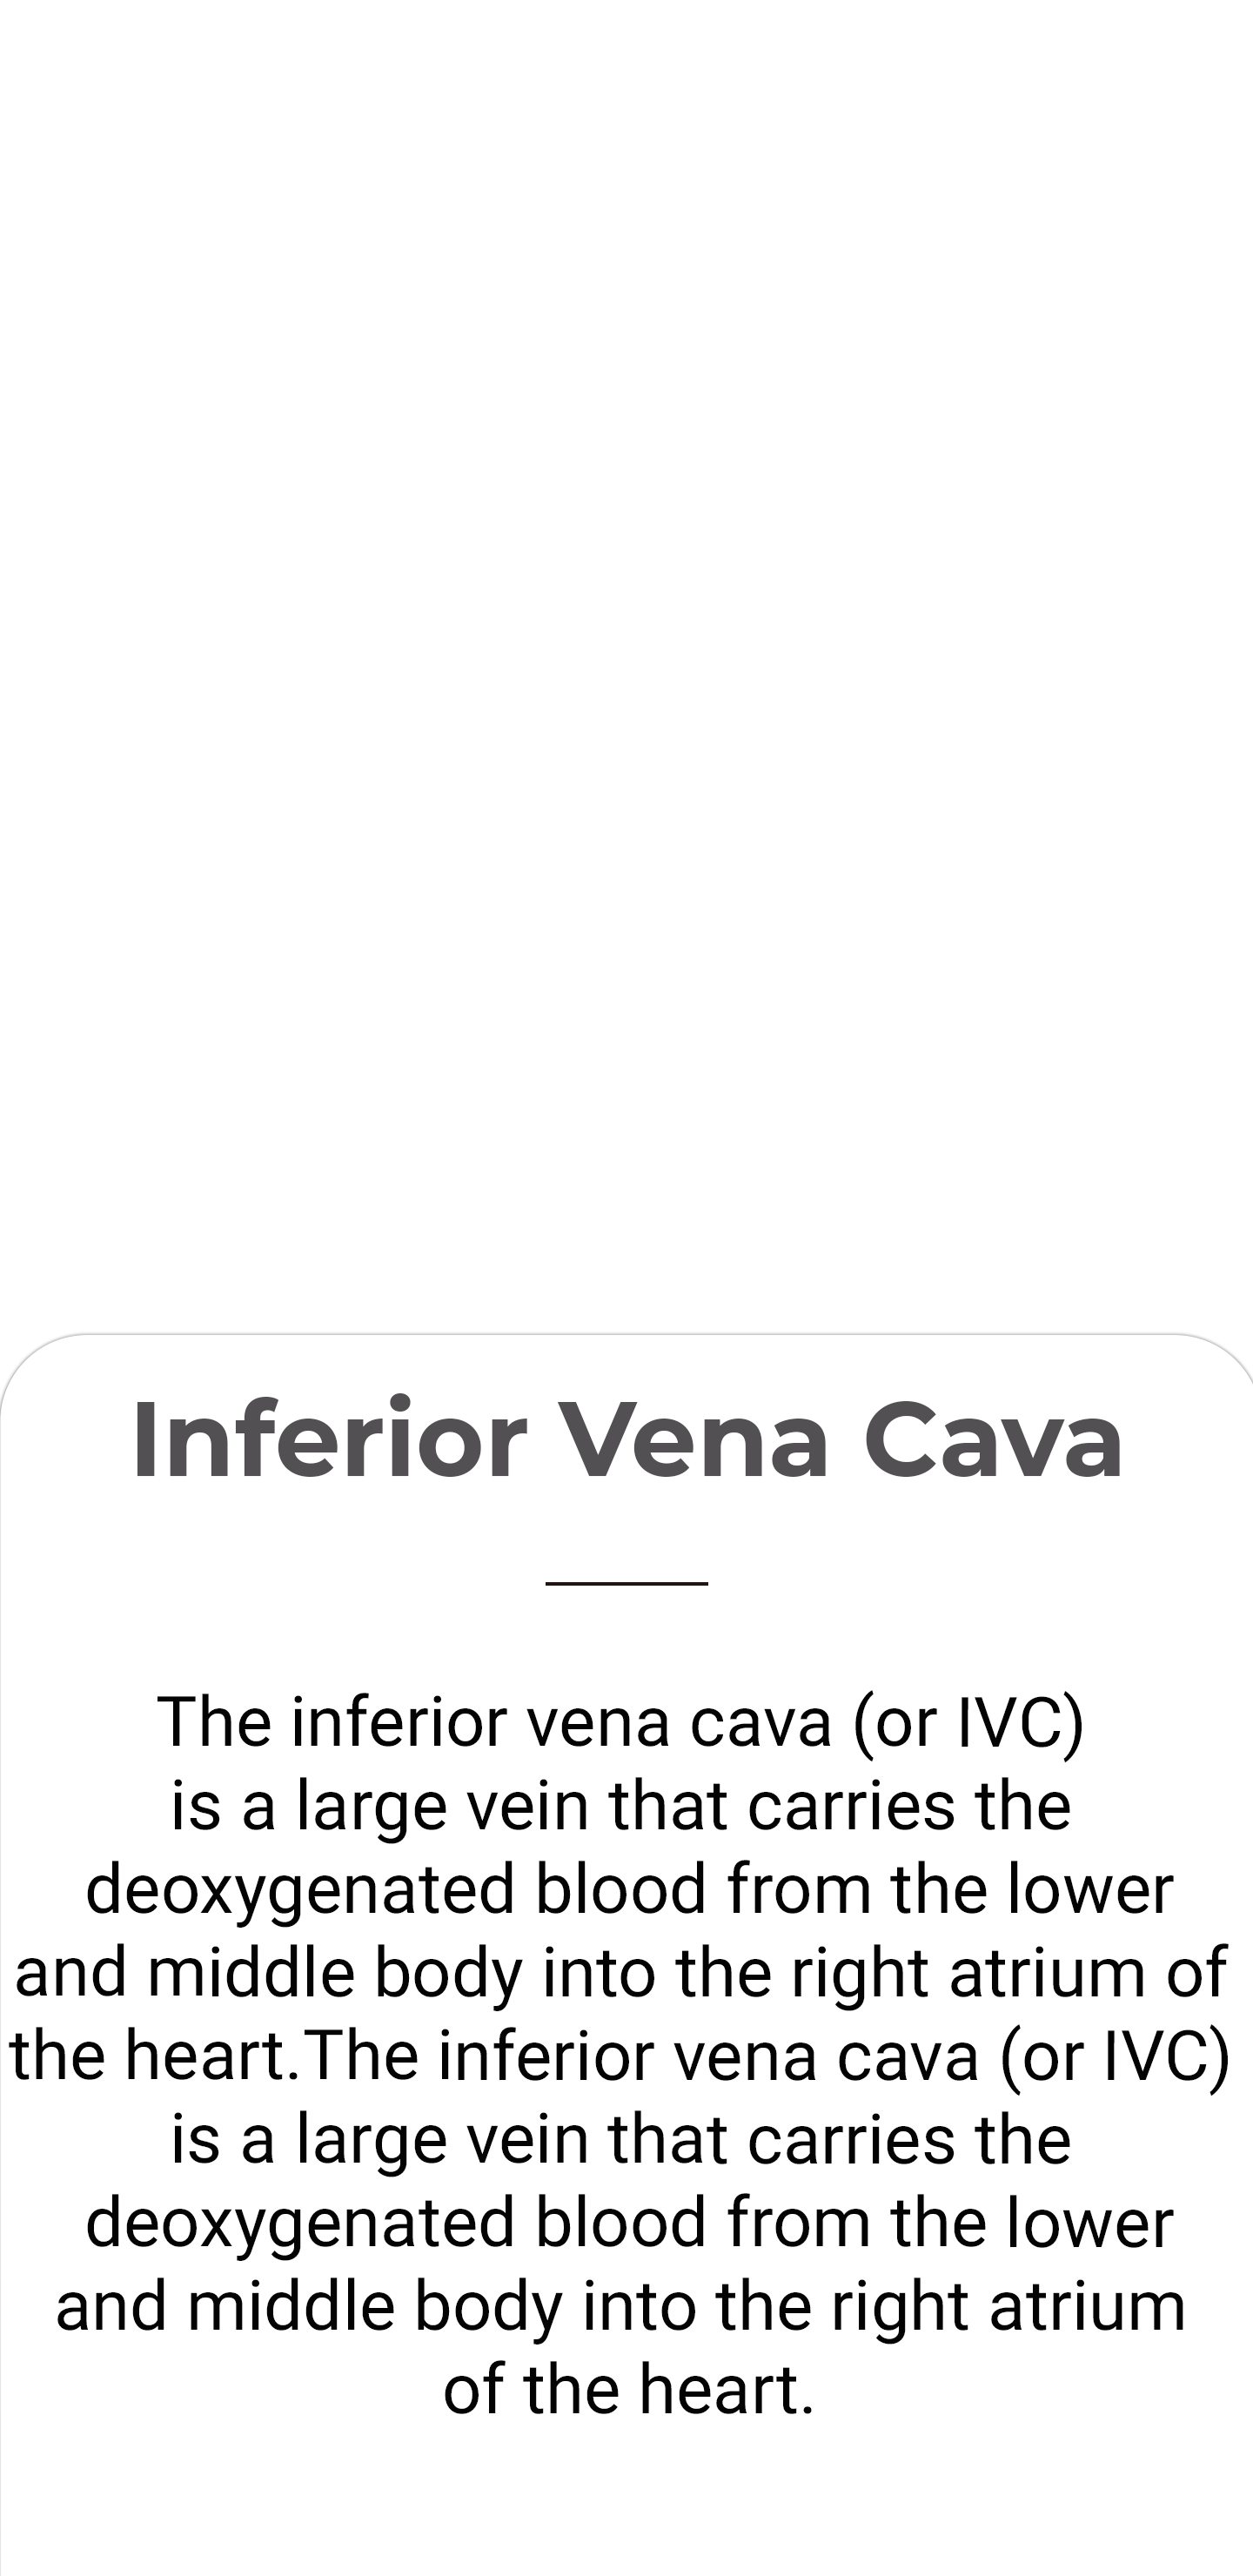 Inferior Vena Cava
The inferior vena cava (or IVC)
is a large vein that carries the
deoxygenated blood from the lower
and middle body into the right atrium of
the heart.The inferior vena cava (or IVC)
is a large vein that carries the
deoxygenated blood from the lower
and middle body into the right atrium
of the heart.